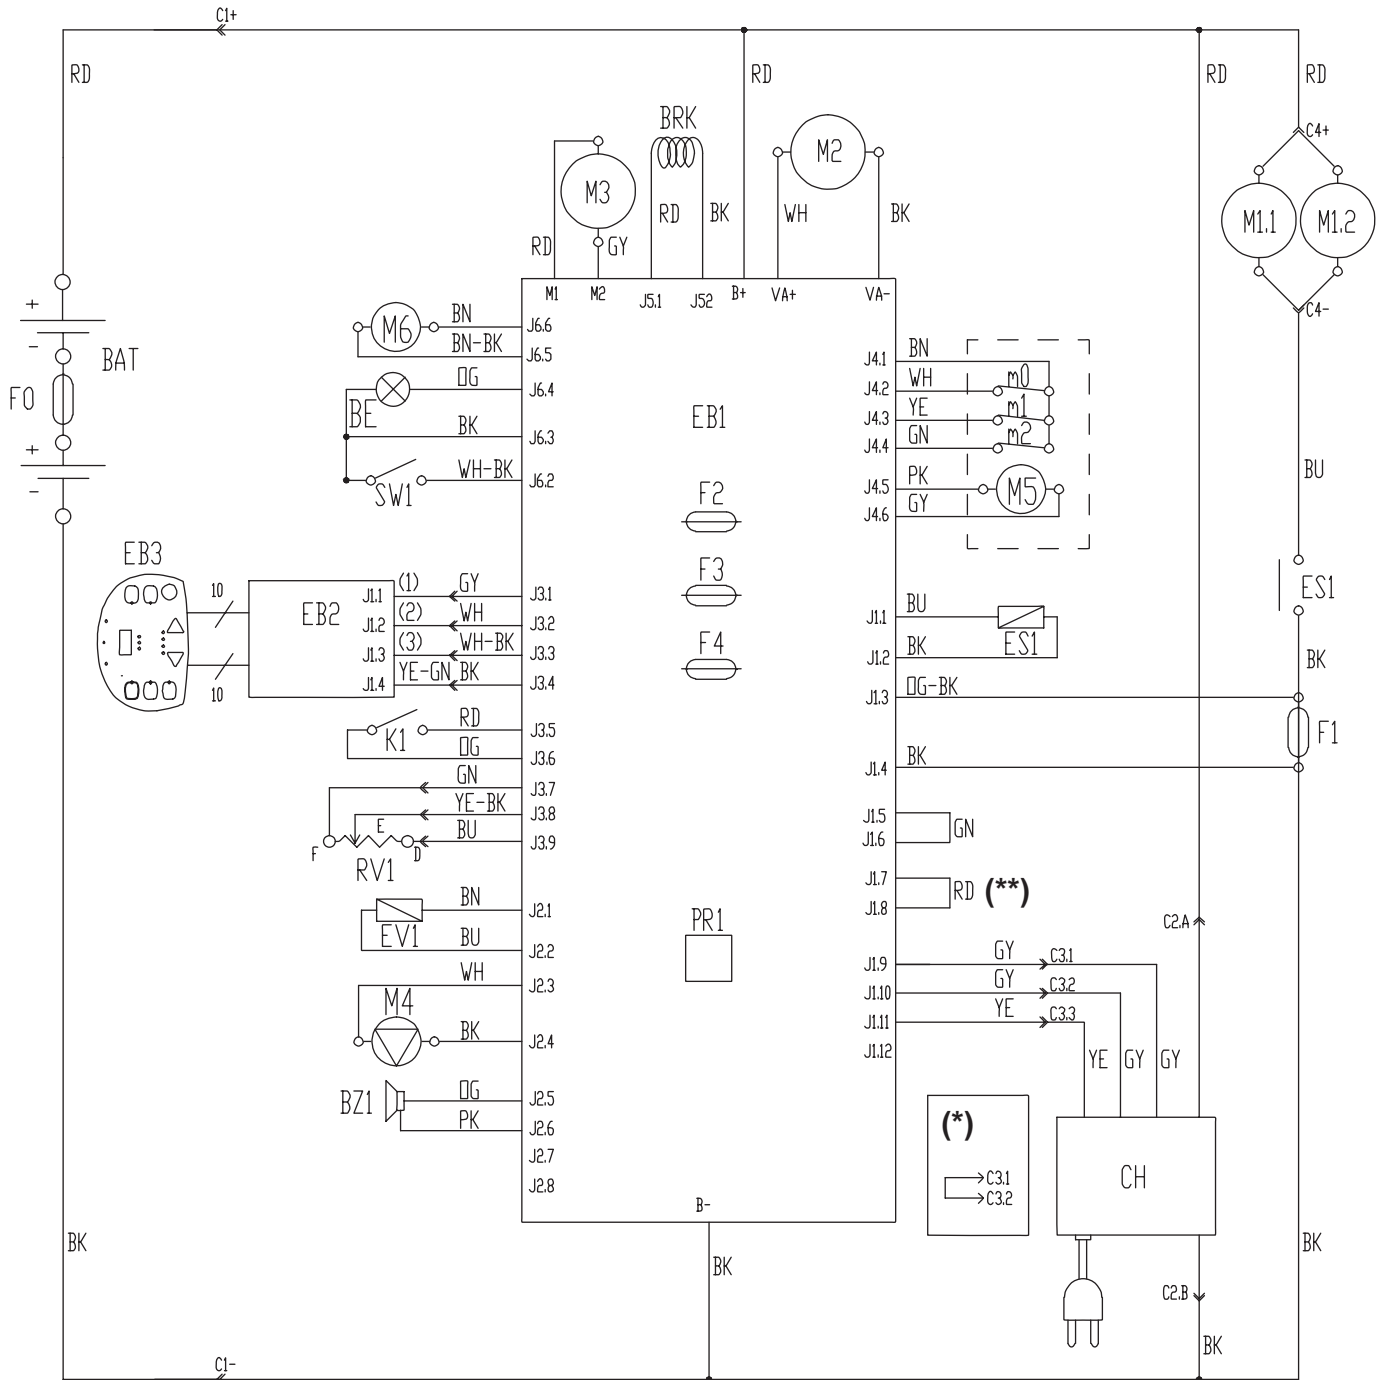 C1+
RD
RD
RD
RD
BRK
M2
C4+
M3
RD
BK
WH
BK
M1.1
M1.2
RD
GY
M1
M2
J5.1
J52
B+
VA+
VA-
C4-
+
-
BAT
F0
+
-
M6
BN
J6.6
BN-BK
J6.5
OG
J6.4
BE
BK
J6.3
WH-BK
J6.2
SW1
EB1
F2
F3
F4
J4.1
BN
J4.2
WH
m0
J4.3
YE
m1
J4.4
GN
m2
J4.5
PK
M5
J4.6
GY
BU
ES1
BK
EB3
10
10
EB2
J1.1
(1)
GY
J3.1
J1.2
(2)
WH
J3.2
J1.3
(3)
WH-BK
J3.3
J1.4
YE-GN
BK
J3.4
K1
RD
J3.5
OG
J3.6
GN
J3.7
YE-BK
J3.8
BU
J3.9
F
E
D
RV1
J1.1
BU
J1.2
BK
ES1
J1.3
OG-BK
F1
J1.4
BK
J1.5
J1.6
GN
J1.7
J1.8
RD
(**)
BN
J2.1
EV1
BU
J2.2
WH
J2.3
M4
BK
J2.4
BZ1
OG
J2.5
PK
J2.6
J2.7
J2.8
PR1
C2.A
J1.9
GY
C3.1
J1.10
GY
C3.2
J1.11
YE
C3.3
J1.12
YE
GY
GY
(*)
C3.1
C3.2
CH
B-
BK
BK
BK
C2.B
BK
C1-